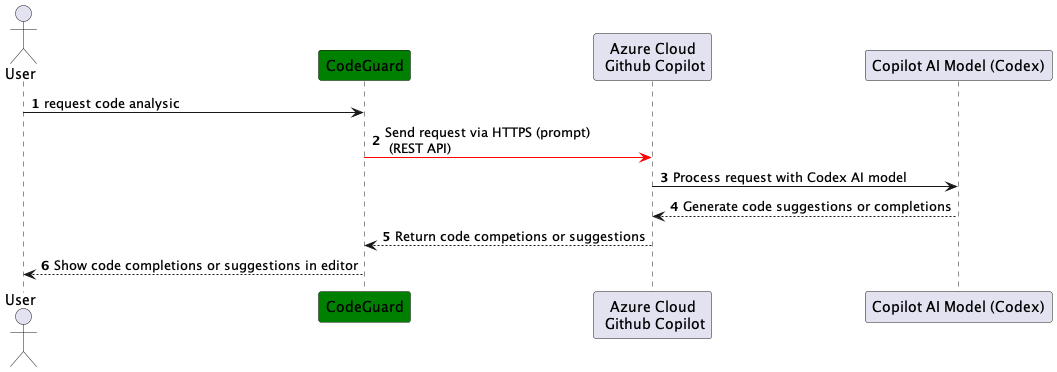 User
CodeGuard
Azure Cloud
Github Copilot
Copilot AI Model (Codex)
1 request code analysic
2 Send request via HTTPS (prompt)
(REST API)
3 Process request with Codex AI model
4 Generate code suggestions or completions
5 Return code competions or suggestions
6 Show code completions or suggestions in editor
User
CodeGuard
Azure Cloud
Github Copilot
Copilot AI Model (Codex)